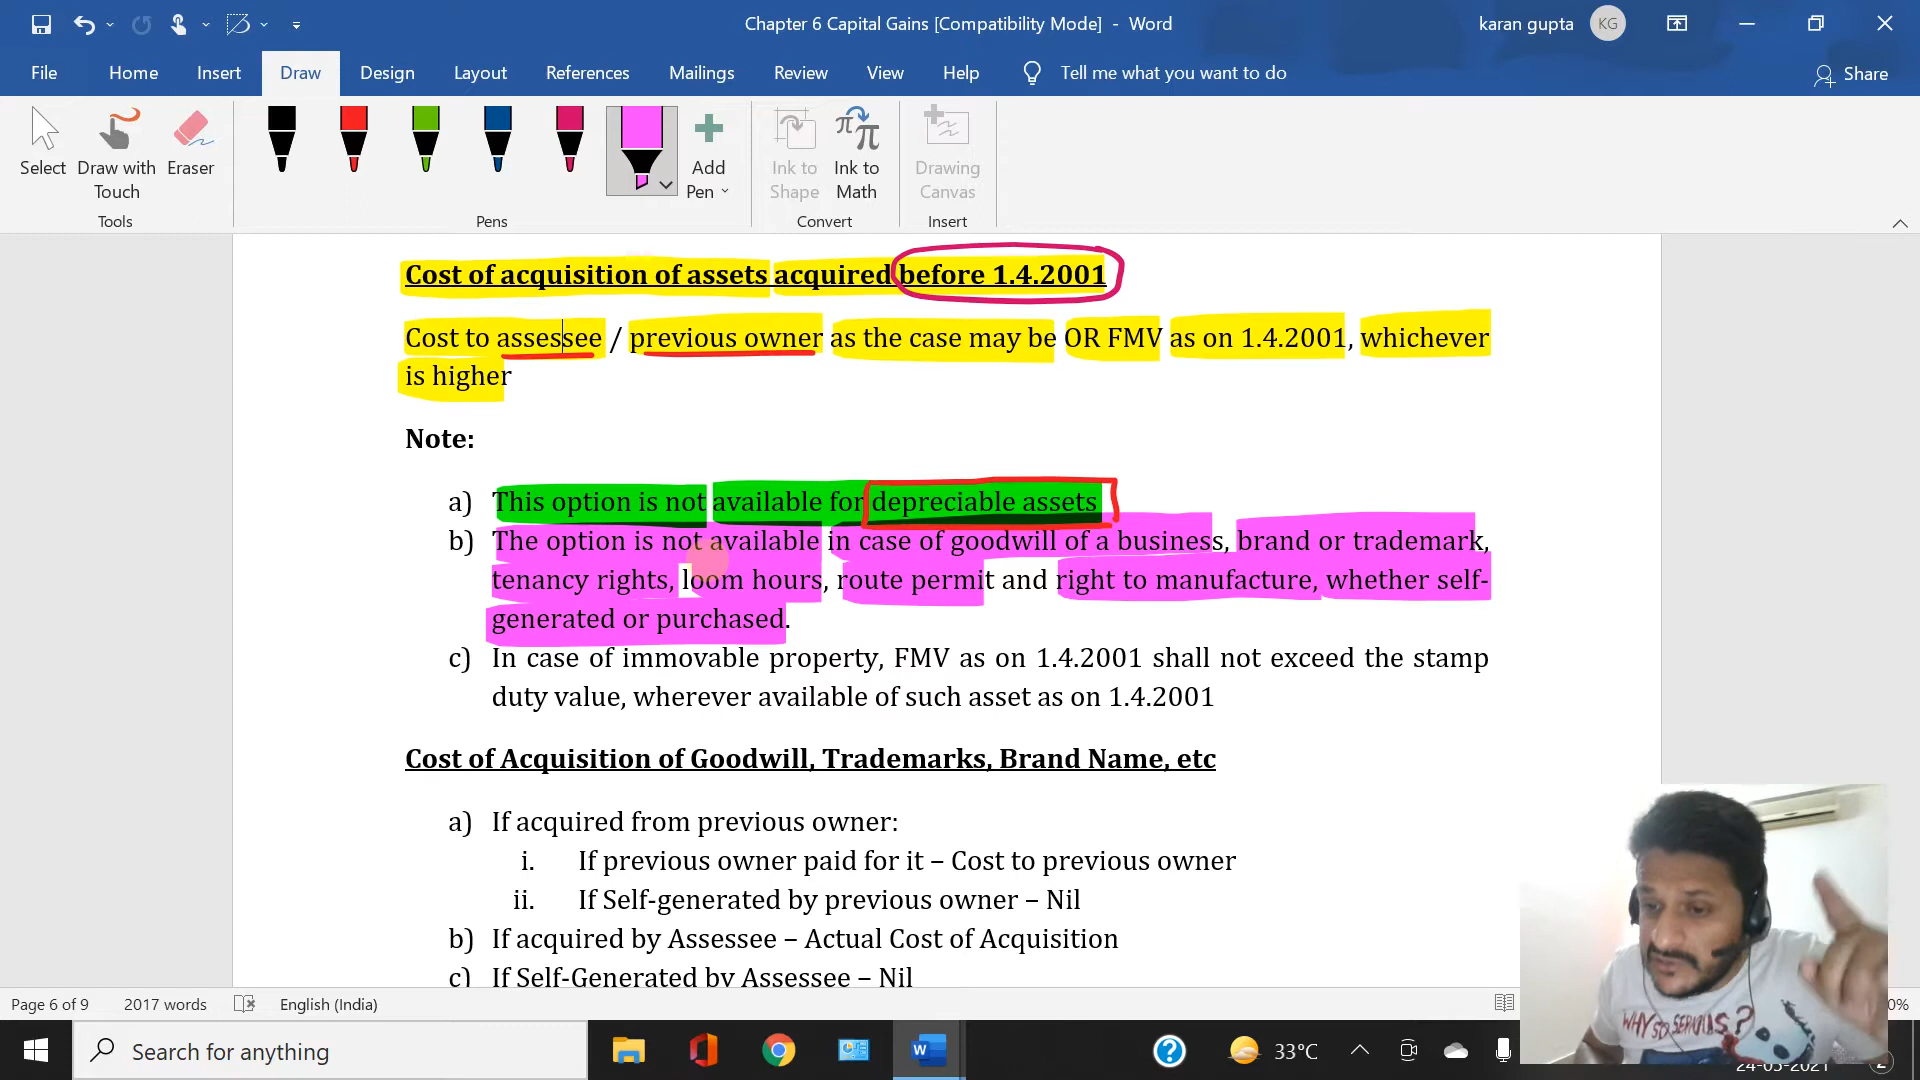 Chapter 6 Capital Gains [Compatibility Mode] - Word
karan gupta
KG
File
Home
Insert
Draw
Design
Layout
References
Mailings
Review
View
Help
Tell me what you want to do
Share
Select
Draw with Touch
Eraser
Add Pen
Ink to Shape
Ink to Math
Drawing Canvas
Tools
Pens
Convert
Insert
Cost of acquisition of assets acquired before 1.4.2001
Cost to assessee / previous owner as the case may be OR FMV as on 1.4.2001, whichever
is higher
Note:
a) This option is not available for depreciable assets
b) The option is not available in case of goodwill of a business, brand or trademark,
tenancy rights, loom hours, route permit and right to manufacture, whether self-
generated or purchased.
c) In case of immovable property, FMV as on 1.4.2001 shall not exceed the stamp
duty value, wherever available of such asset as on 1.4.2001
Cost of Acquisition of Goodwill, Trademarks, Brand Name, etc
a) If acquired from previous owner:
i. If previous owner paid for it – Cost to previous owner
ii. If Self-generated by previous owner – Nil
b) If acquired by Assessee – Actual Cost of Acquisition
c) If Self-Generated by Assessee – Nil
WHY SO SERIOUS?
Page 6 of 9
2017 words
English (India)
0%
Search for anything
33°C
24-05-2021
2